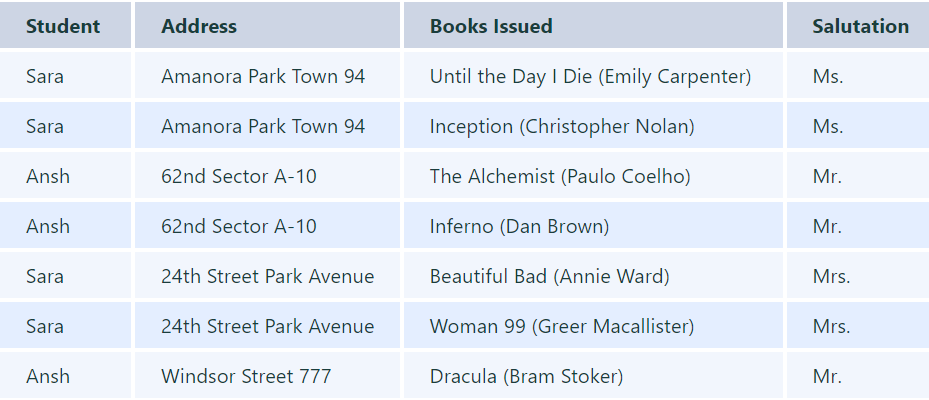 Student Address Books Issued Salutation
Sara Amanora Park Town 94 Until the Day I Die (Emily Carpenter) Ms.
Sara Amanora Park Town 94 Inception (Christopher Nolan) Ms.
Ansh 62nd Sector A-10 The Alchemist (Paulo Coelho) Mr.
Ansh 62nd Sector A-10 Inferno (Dan Brown) Mr.
Sara 24th Street Park Avenue Beautiful Bad (Annie Ward) Mrs.
Sara 24th Street Park Avenue Woman 99 (Greer Macallister) Mrs.
Ansh Windsor Street 777 Dracula (Bram Stoker) Mr.